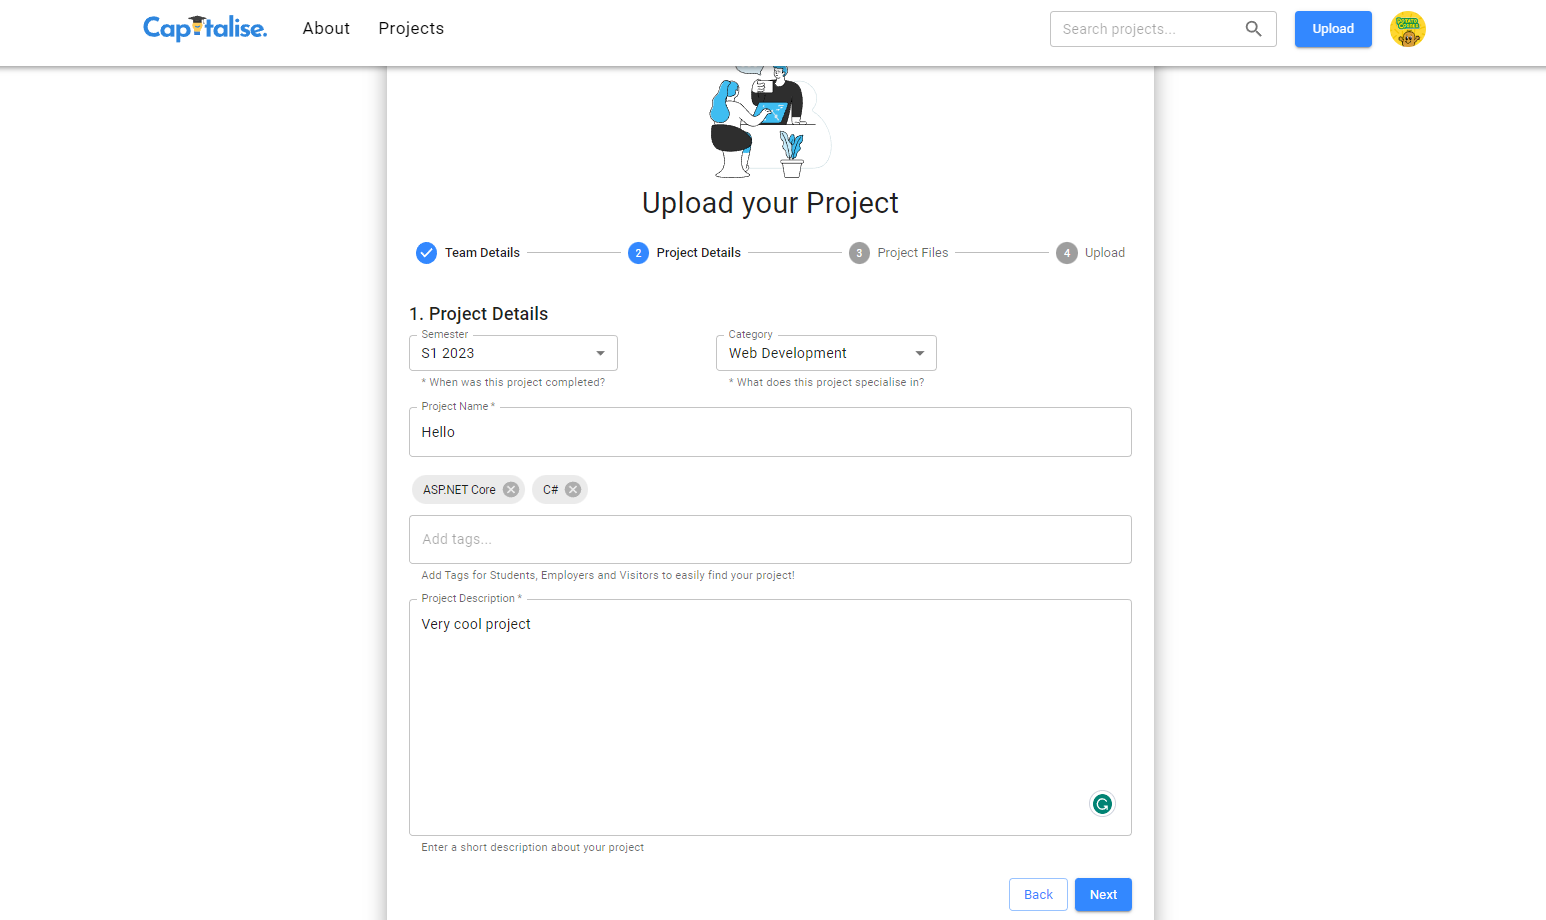 Capitalise.
About
Projects
Search projects...
Upload
POTATO CORNER
Upload your Project
Team Details
2 Project Details
3 Project Files
4 Upload
1. Project Details
Semester
Category
S1 2023
Web Development
* When was this project completed?
* What does this project specialise in?
Project Name *
Hello
ASP.NET Core
C#
Add tags...
Add Tags for Students, Employers and Visitors to easily find your project!
Project Description *
Very cool project
Enter a short description about your project
Back
Next